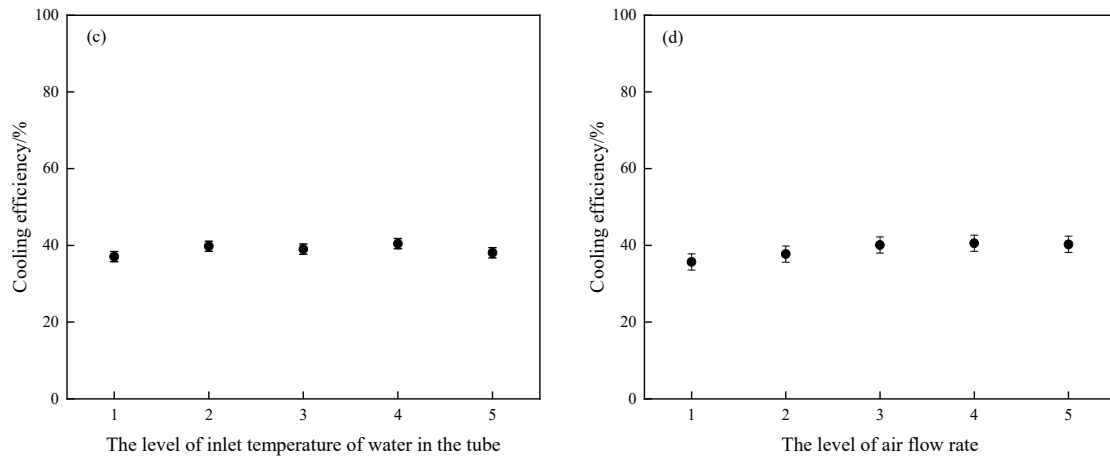 (c)
100
80
60
40
20
0
Cooling efficiency/%
1 2 3 4 5
The level of inlet temperature of water in the tube
(d)
100
80
60
40
20
0
Cooling efficiency/%
1 2 3 4 5
The level of air flow rate